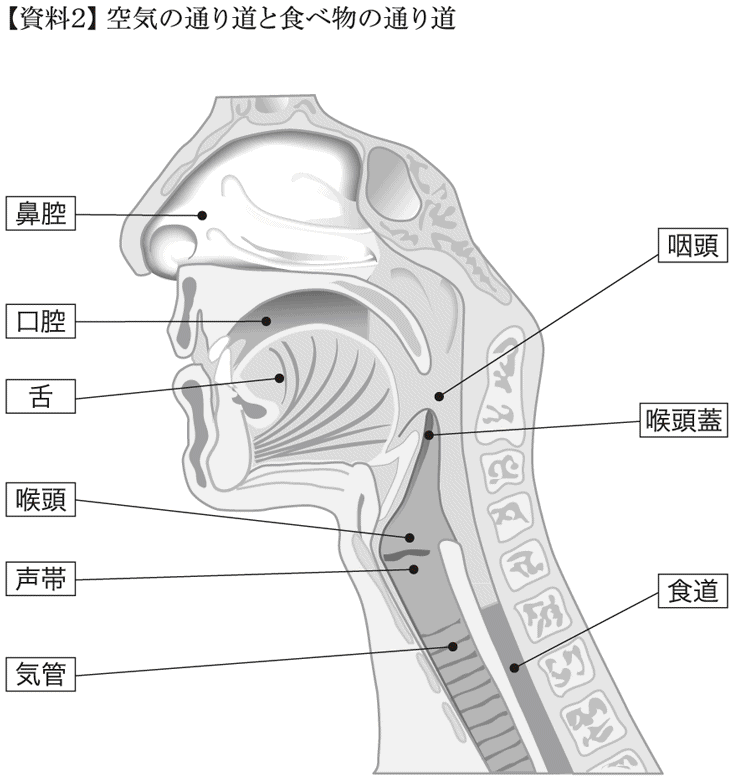 【資料2】 空気の通り道と食べ物の通り道
鼻腔
咽頭
口腔
舌
喉頭蓋
喉頭
声帯
食道
気管